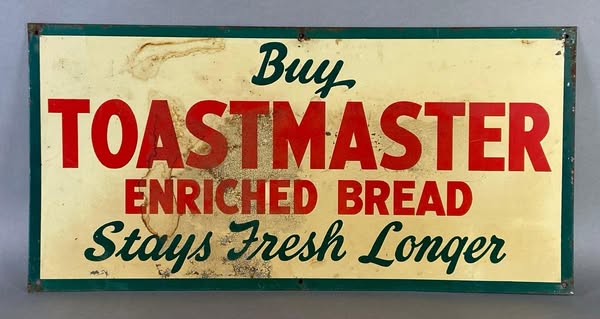 Buy
TOASTMASTER
ENRICHED BREAD
Stays Fresh Longer